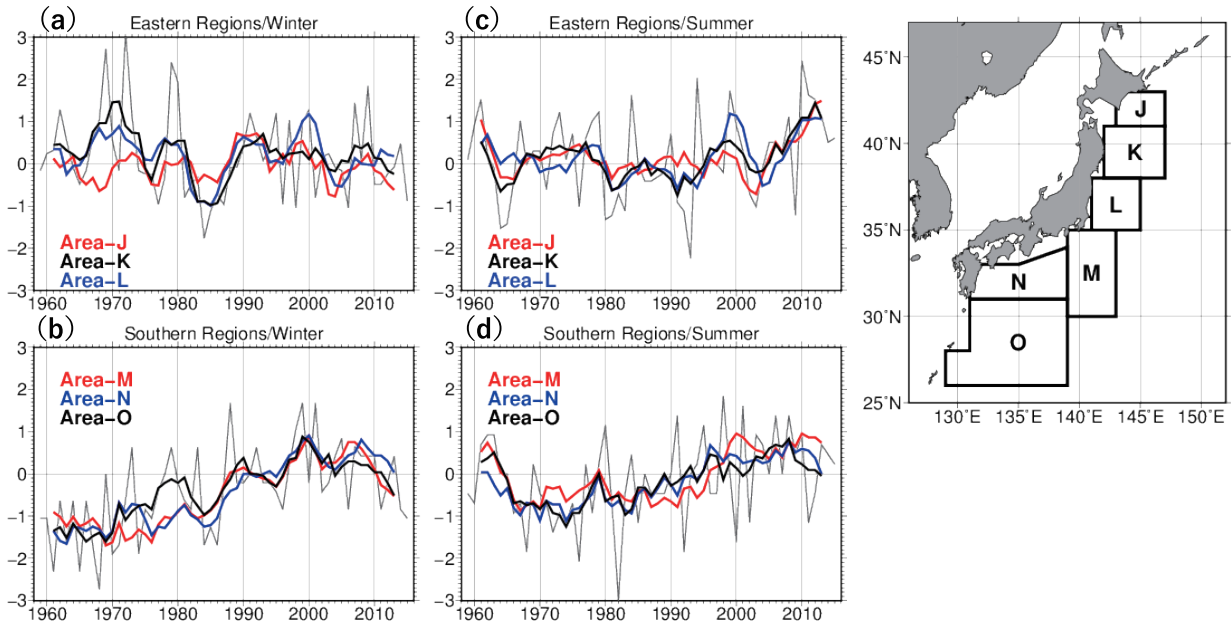 (a) Eastern Regions/Winter
3
2
1
0
−1
−2
−3
Area−J
Area−K
Area−L
1960 1970 1980 1990 2000 2010
(c) Eastern Regions/Summer
3
2
1
0
−1
−2
−3
Area−J
Area−K
Area−L
1960 1970 1980 1990 2000 2010
(b) Southern Regions/Winter
3
2
1
0
−1
−2
−3
Area−M
Area−N
Area−O
1960 1970 1980 1990 2000 2010
(d) Southern Regions/Summer
3
2
1
0
−1
−2
−3
Area−M
Area−N
Area−O
1960 1970 1980 1990 2000 2010
45°N
40°N
35°N
30°N
25°N
J
K
L
M
N
O
130°E 135°E 140°E 145°E 150°E